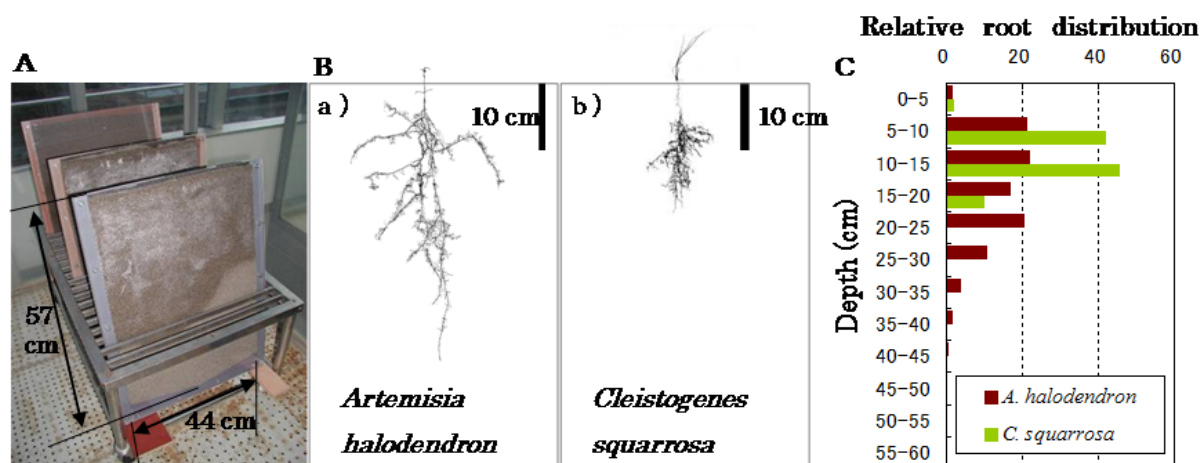 A
57
cm
44 cm
B
a)
10 cm
Artemisia
halodendron
b)
10 cm
Cleistogenes
squarrosa
C
Relative root distribution
0 20 40 60
Depth (cm)
0-5
5-10
10-15
15-20
20-25
25-30
30-35
35-40
40-45
45-50
50-55
55-60
A. halodendron
C. squarrosa